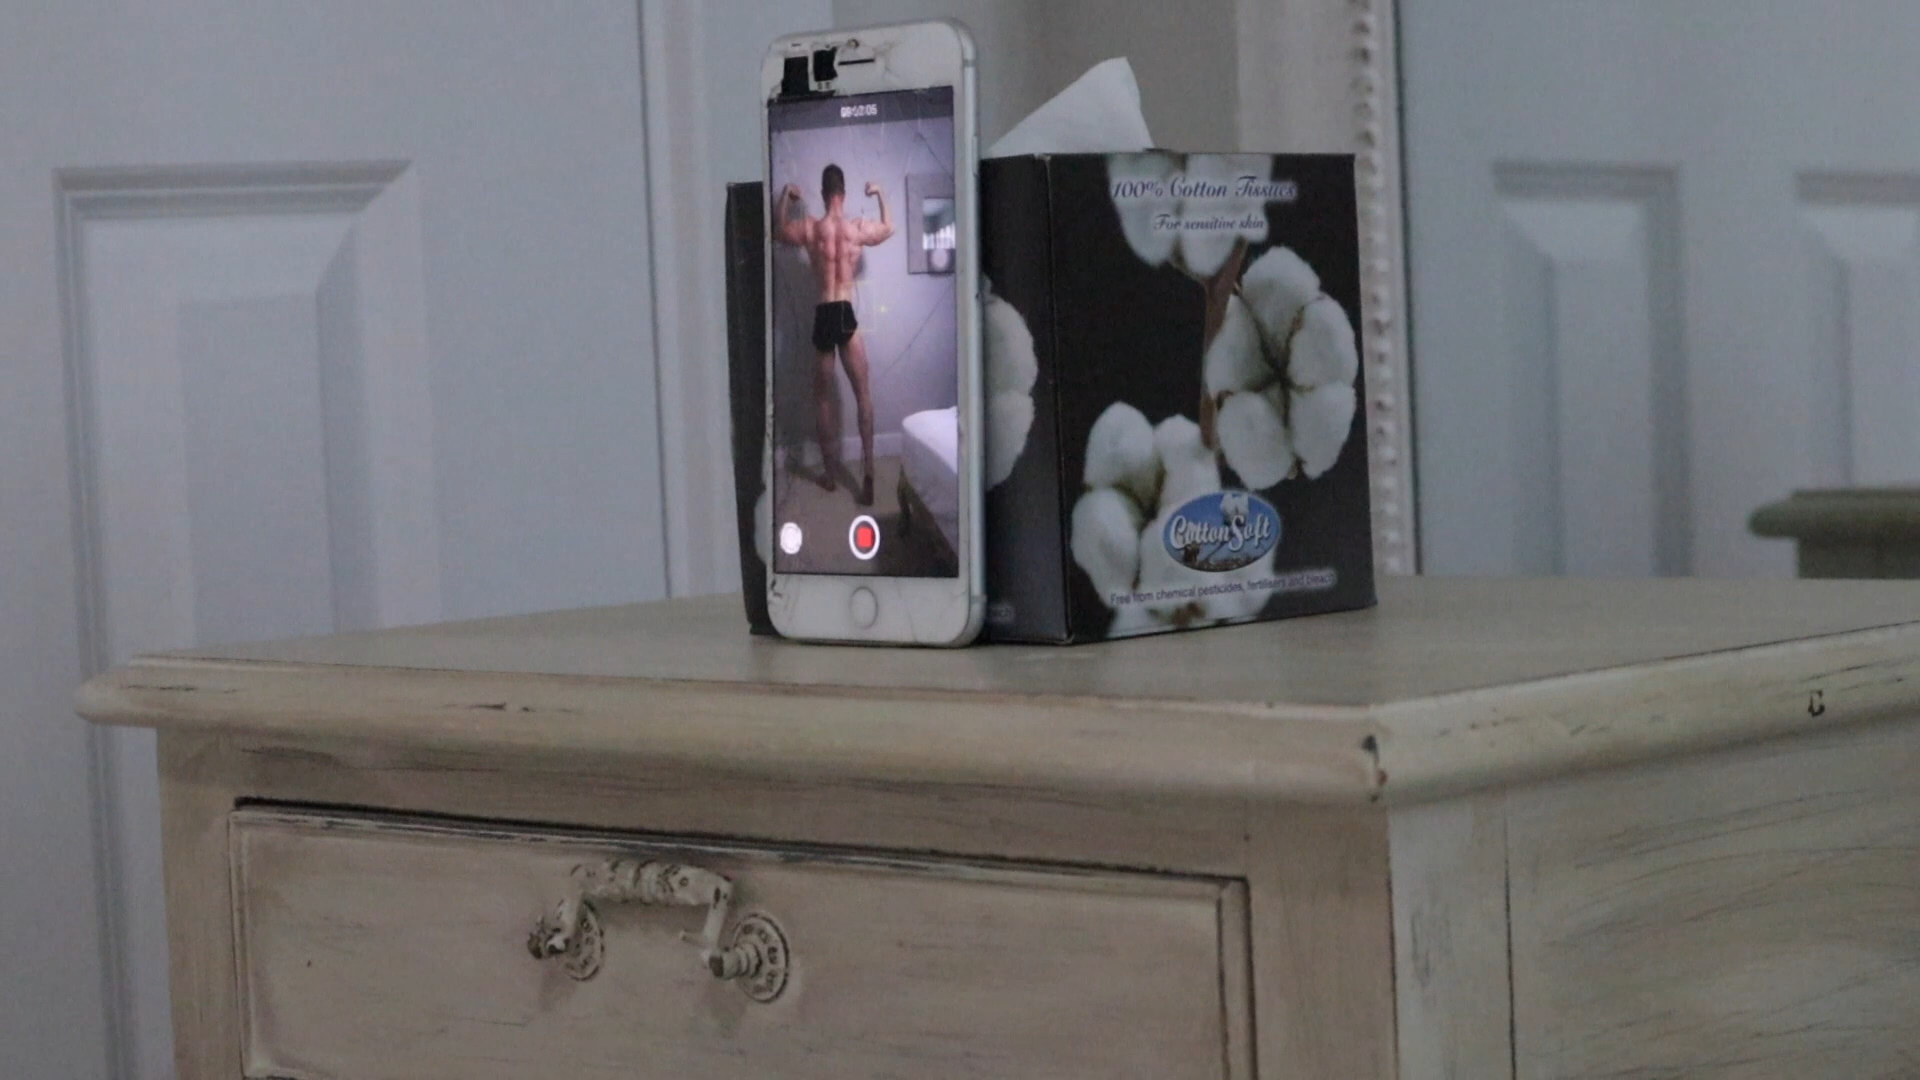 100% Cotton Tissues
For sensitive skin
CottonSoft
Free from chemical pesticides, fertilisers and bleach